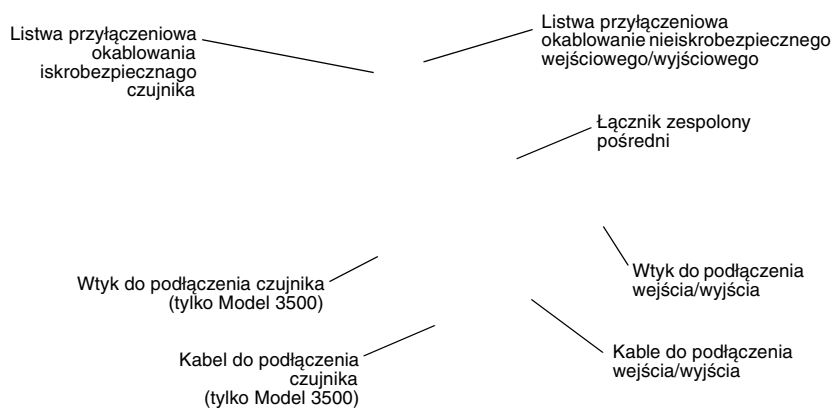 Listwa przyłączeniowa
okablowania
iskrobezpiecznago
czujnika
Listwa przyłączeniowa
okablowanie nieiskrobezpiecznego
wejściowego/wyjściowego
Łącznik zespolony
pośredni
Wtyk do podłączenia czujnika
(tylko Model 3500)
Wtyk do podłączenia
wejścia/wyjścia
Kabel do podłączenia
czujnika
(tylko Model 3500)
Kable do podłączenia
wejścia/wyjścia